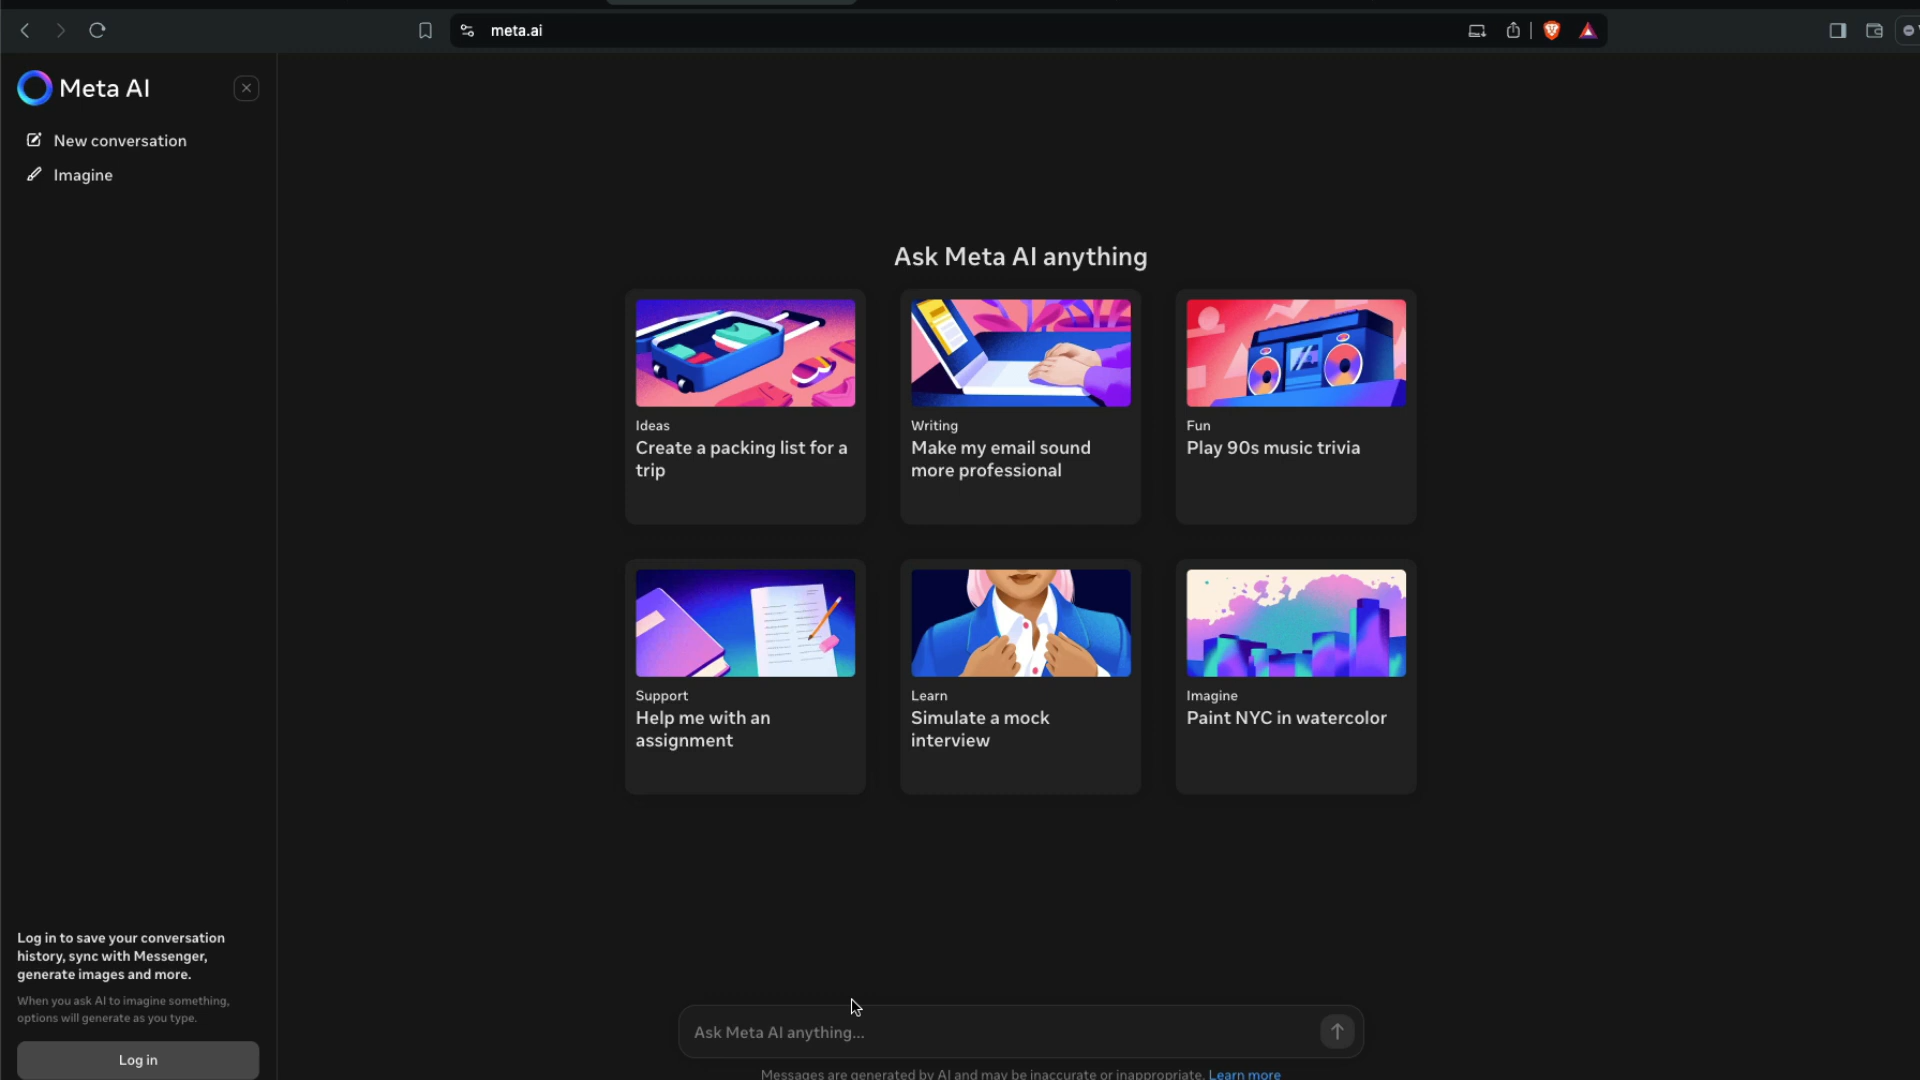 meta.ai
Meta AI
New conversation
Imagine
Ask Meta AI anything
Ideas
Create a packing list for a
trip
Writing
Make my email sound
more professional
Fun
Play 90s music trivia
Support
Help me with an
assignment
Learn
Simulate a mock
interview
Imagine
Paint NYC in watercolor
Log in to save your conversation
history, sync with Messenger,
generate images and more.
When you ask AI to imagine something,
options will generate as you type.
Log in
Ask Meta AI anything...
Messages are generated by AI and may be inaccurate or inappropriate. Learn more